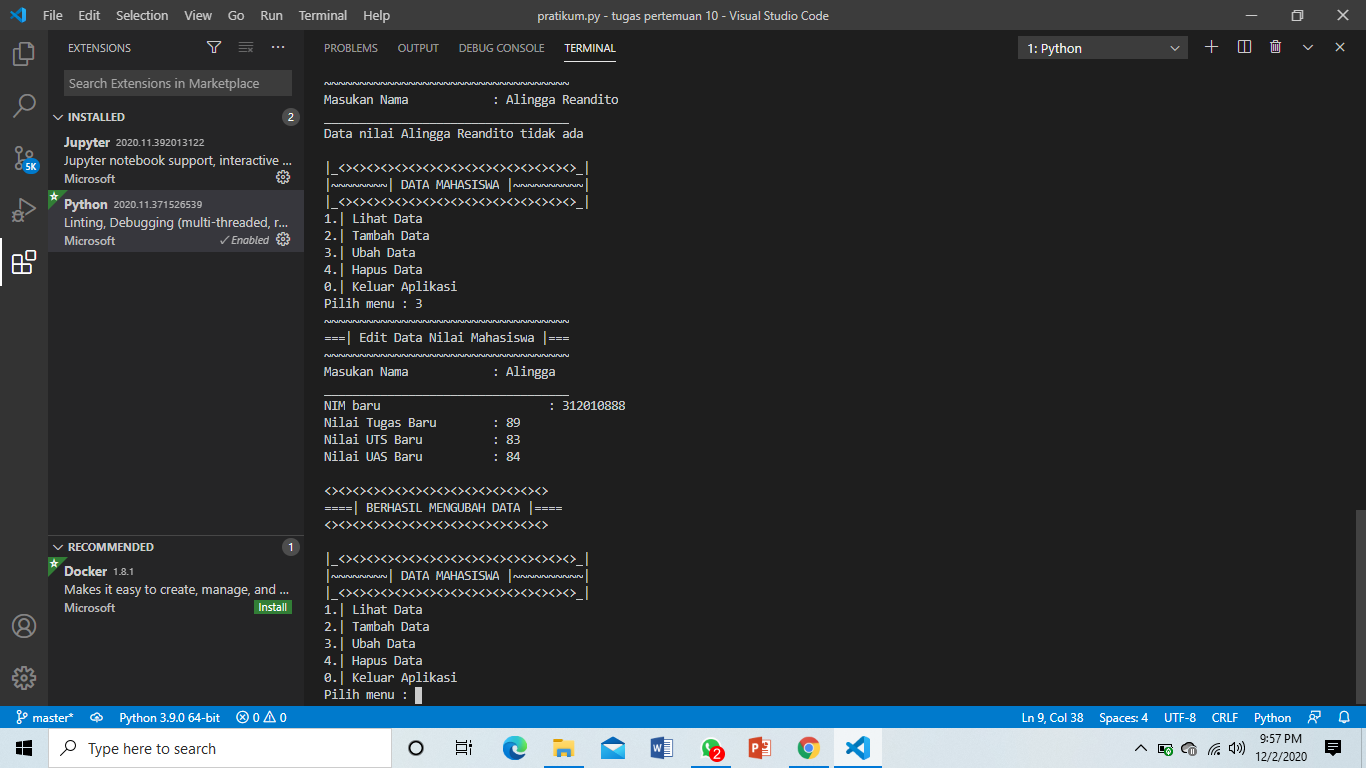 File Edit Selection View Go Run Terminal Help
pratikum.py - tugas pertemuan 10 - Visual Studio Code
EXTENSIONS
Search Extensions in Marketplace
INSTALLED 2
Jupyter 2020.11.392013122
Jupyter notebook support, interactive ...
Microsoft
Python 2020.11.371526539
Linting, Debugging (multi-threaded, r...
Microsoft ✓Enabled
5K
RECOMMENDED 1
Docker 1.8.1
Makes it easy to create, manage, and ...
Microsoft Install
PROBLEMS OUTPUT DEBUG CONSOLE TERMINAL
1: Python
~~~~~~~~~~~~~~~~~~~~~~~~~~~~~~~~~~~
Masukan Nama            : Alingga Reandito
___________________________________
Data nilai Alingga Reandito tidak ada
|_<><><><><><><><><><><><><><><><><>_|
|~~~~~~~~| DATA MAHASISWA |~~~~~~~~~~|
|_<><><><><><><><><><><><><><><><><>_|
1.| Lihat Data
2.| Tambah Data
3.| Ubah Data
4.| Hapus Data
0.| Keluar Aplikasi
Pilih menu : 3
~~~~~~~~~~~~~~~~~~~~~~~~~~~~~~~~~~~
===| Edit Data Nilai Mahasiswa |===
~~~~~~~~~~~~~~~~~~~~~~~~~~~~~~~~~~~
Masukan Nama            : Alingga
___________________________________
NIM baru                        : 312010888
Nilai Tugas Baru        : 89
Nilai UTS Baru          : 83
Nilai UAS Baru          : 84
<><><><><><><><><><><><><><><><>
====| BERHASIL MENGUBAH DATA |====
<><><><><><><><><><><><><><><><>
|_<><><><><><><><><><><><><><><><><>_|
|~~~~~~~~| DATA MAHASISWA |~~~~~~~~~~|
|_<><><><><><><><><><><><><><><><><>_|
1.| Lihat Data
2.| Tambah Data
3.| Ubah Data
4.| Hapus Data
0.| Keluar Aplikasi
Pilih menu :
master* Python 3.9.0 64-bit 0 0 Ln 9, Col 38 Spaces: 4 UTF-8 CRLF Python
Type here to search
2
9:57 PM
12/2/2020